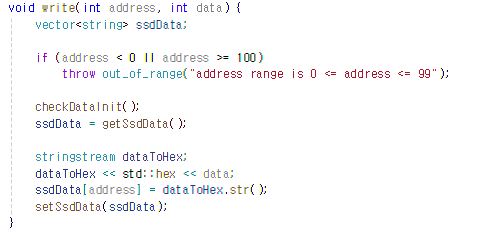 void write(int address, int data) {
    vector<string> ssdData;

    if (address < 0 || address >= 100)
        throw out_of_range("address range is 0 <= address <= 99");

    checkDataInit();
    ssdData = getSsdData();

    stringstream dataToHex;
    dataToHex << std::hex << data;
    ssdData[address] = dataToHex.str();
    setSsdData(ssdData);
}